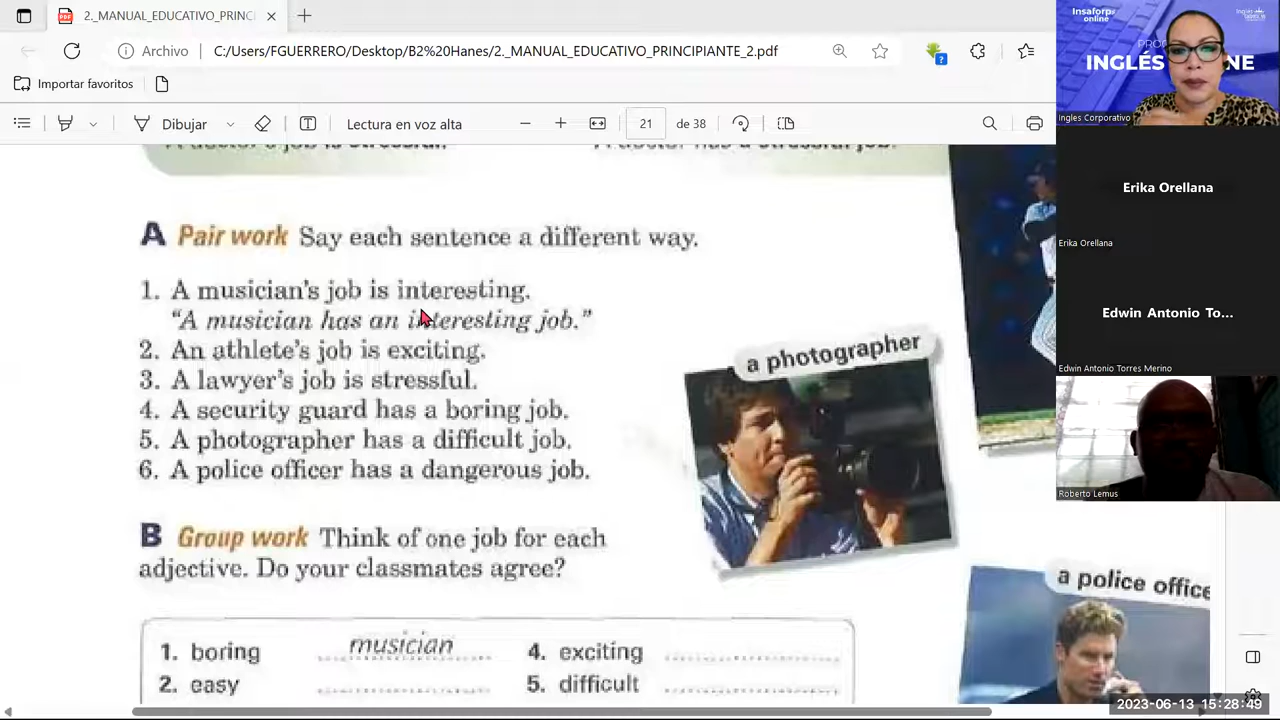 2._MANUAL_EDUCATIVO_PRINCI
Archivo C:/Users/FGUERRERO/Desktop/B2%20Hanes/2._MANUAL_EDUCATIVO_PRINCIPIANTE_2.pdf
Importar favoritos
Dibujar Lectura en voz alta 21 de 38
A Pair work Say each sentence a different way.
1. A musician's job is interesting.
"A musician has an interesting job."
2. An athlete's job is exciting.
3. A lawyer's job is stressful.
4. A security guard has a boring job.
5. A photographer has a difficult job.
6. A police officer has a dangerous job.
a photographer
B Group work Think of one job for each
adjective. Do your classmates agree?
a police office
1. boring musician 4. exciting
2. easy 5. difficult
Insaforp
online
INGLÉS NE
Ingles Corporativo
Erika Orellana
Erika Orellana
Edwin Antonio To...
Edwin Antonio Torres Merino
Roberto Lemus
2023-06-13 15:28:49